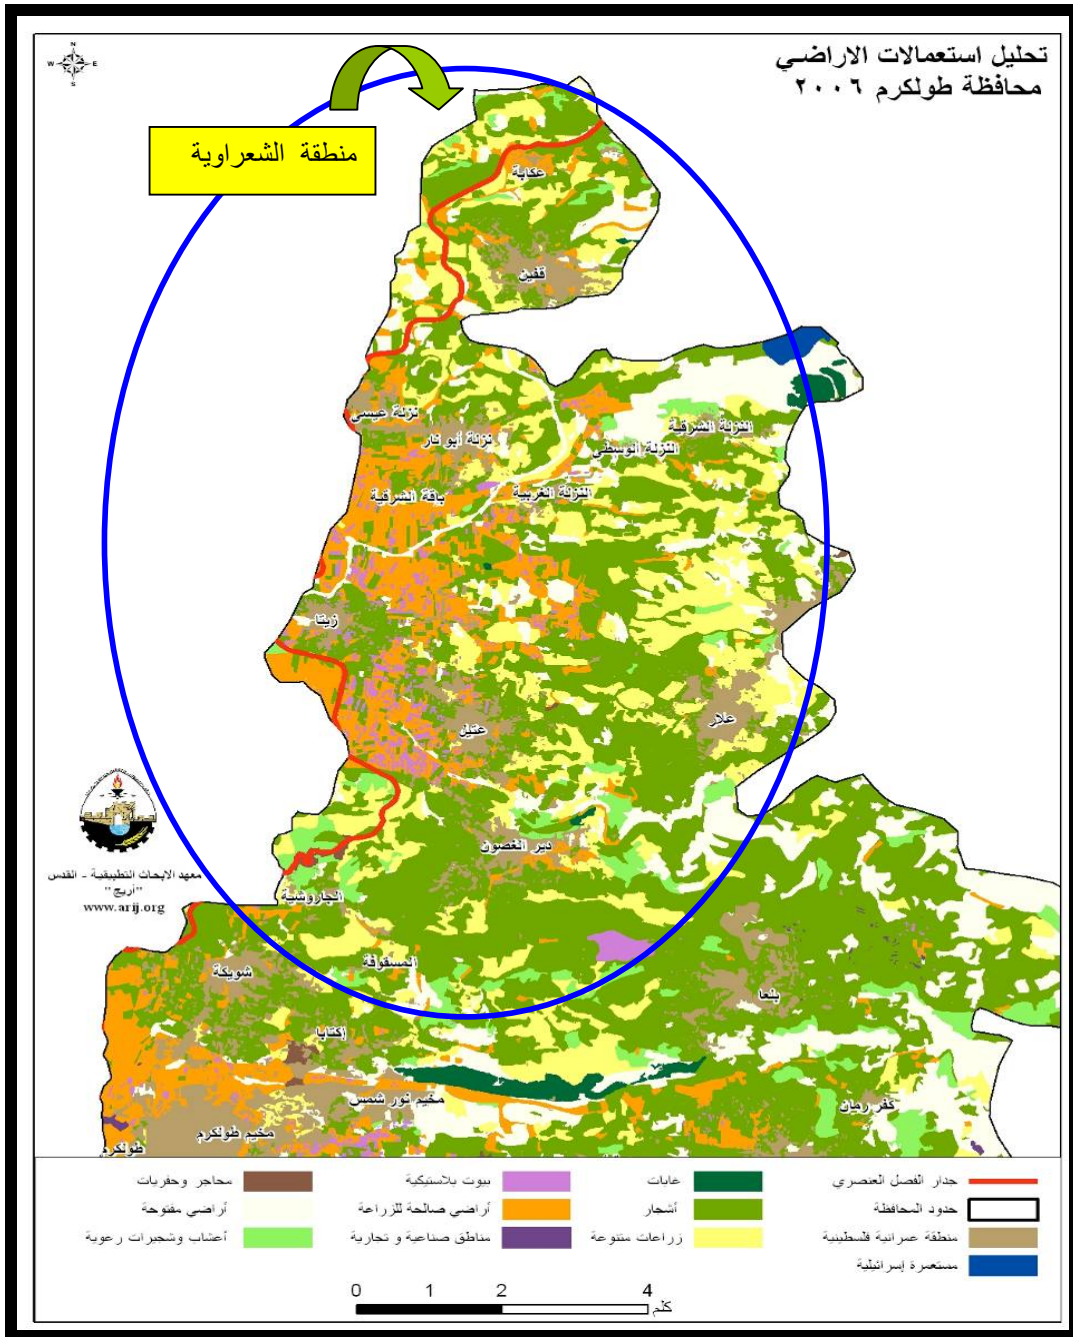 تحليل استعمالات الاراضي
محافظة طولكرم ٢٠٠٦
N
W E
S
منطقة الشعراوية
عكابة
قفين
نزلة عيسى
نزلة أبو نار
النزلة الشرقية
النزلة الوسطى
باقة الشرقية
النزلة الغربية
زيتا
عتيل
علار
دير الغصون
الجاروشية
معهد الابحاث التطبيقية - القدس
"أريج"
www.arij.org
المسقوفة
شويكة
بلعا
إكتابا
مخيم نور شمس
كفر رمان
مخيم طولكرم
طولكرم
جدار الفصل العنصري
غابات
بيوت بلاستيكية
محاجر وحفريات
حدود المحافظة
أشجار
أراضي صالحة للزراعة
أراضي مفتوحة
منطقة عمرانية فلسطينية
زراعات متنوعة
مناطق صناعية و تجارية
أعشاب وشجيرات رعوية
مستعمرة إسرائيلية
0 1 2 4
كلم